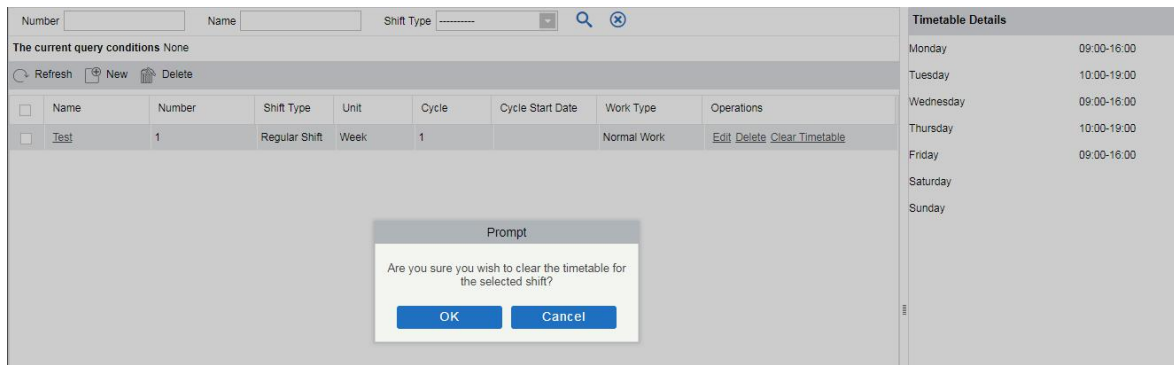 Number Name Shift Type ----------
The current query conditions None
Refresh New Delete
Name Number Shift Type Unit Cycle Cycle Start Date Work Type Operations
Test 1 Regular Shift Week 1 Normal Work Edit Delete Clear Timetable
Prompt
Are you sure you wish to clear the timetable for
the selected shift?
OK Cancel
Timetable Details
Monday 09:00-16:00
Tuesday 10:00-19:00
Wednesday 09:00-16:00
Thursday 10:00-19:00
Friday 09:00-16:00
Saturday
Sunday